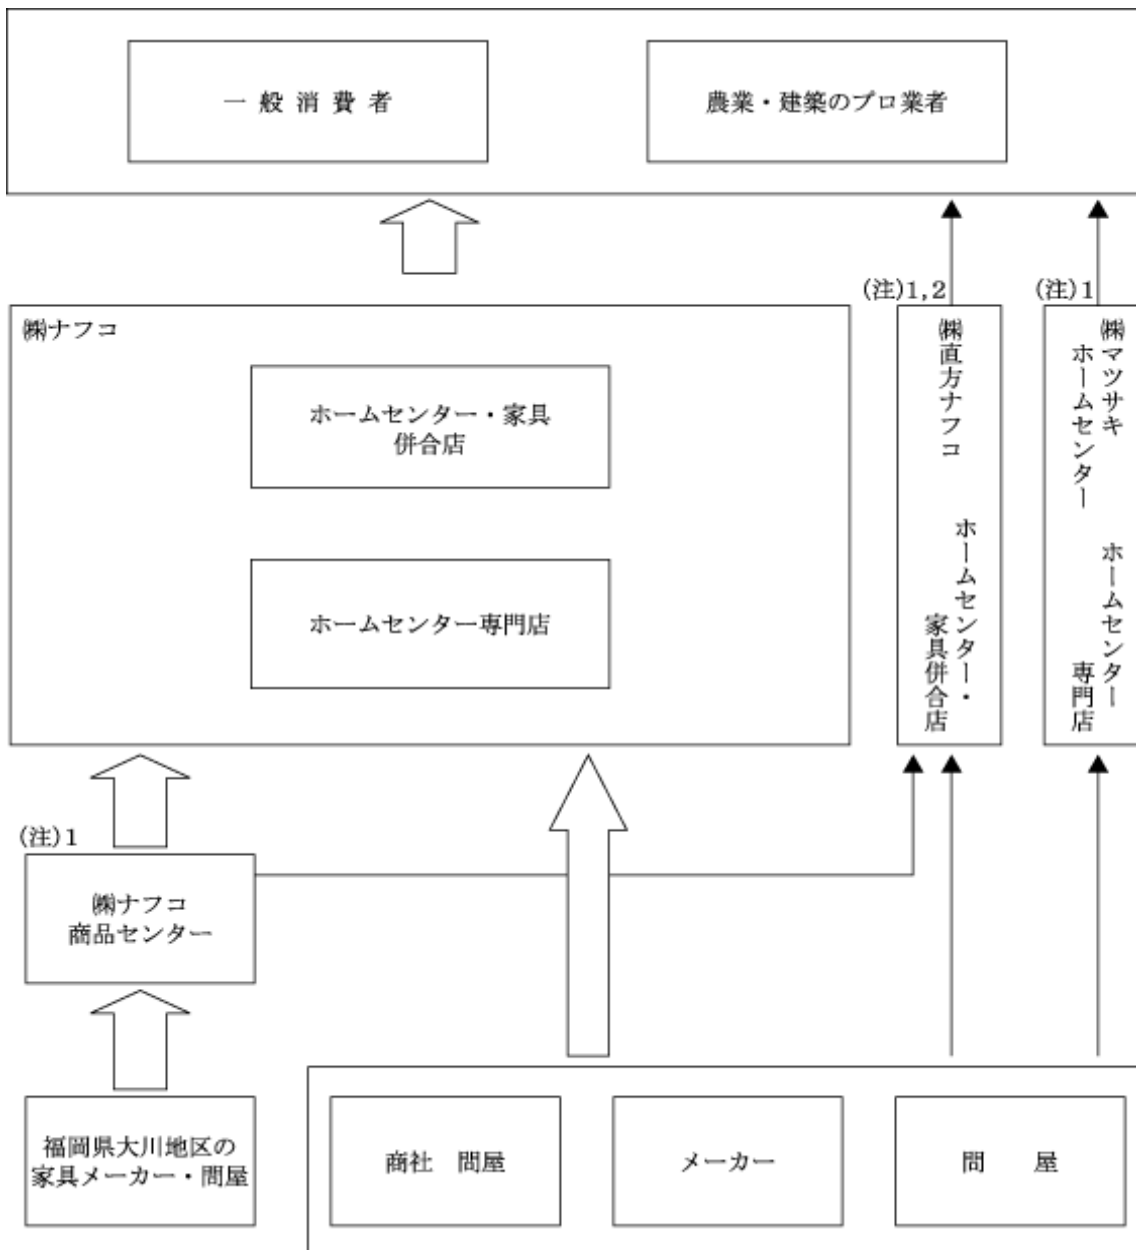 一般消費者
農業・建築のプロ業者
(注)1,2
(注)1
㈱ナフコ
ホームセンター・家具
併合店
ホームセンター専門店
㈱直方ナフコ
ホームセンター・
家具併合店
㈱マツサキ
ホームセンター
ホームセンター
専門店
(注)1
㈱ナフコ
商品センター
福岡県大川地区の
家具メーカー・問屋
商社 問屋
メーカー
問 屋